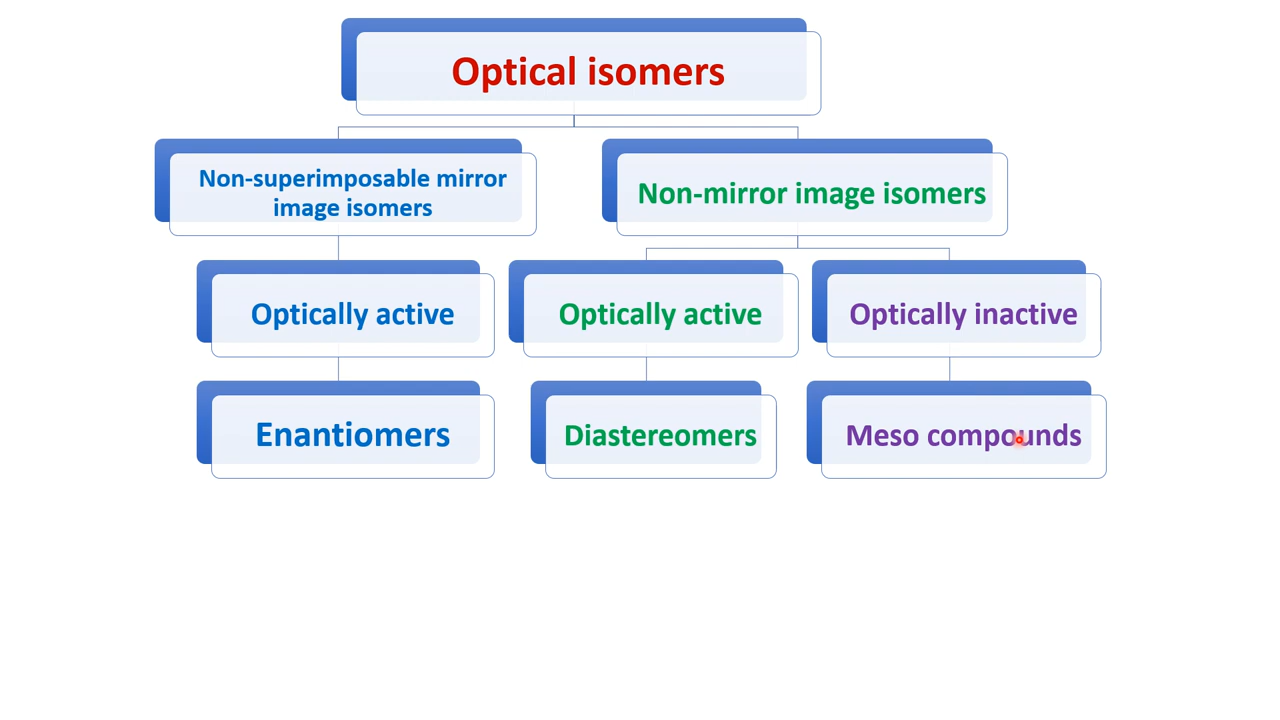 Optical isomers
Non-superimposable mirror
image isomers
Non-mirror image isomers
Optically active
Optically active
Optically inactive
Enantiomers
Diastereomers
Meso compounds